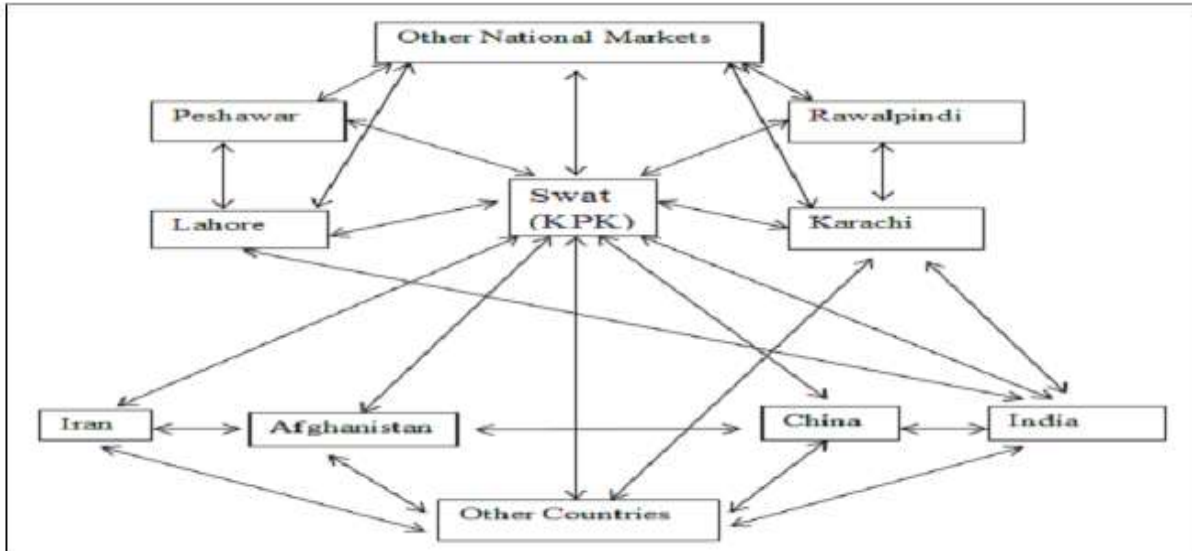 Other National Markets
Peshawar
Rawalpindi
Swat
(KPK)
Lahore
Karachi
Iran
Afghanistan
China
India
Other Countries